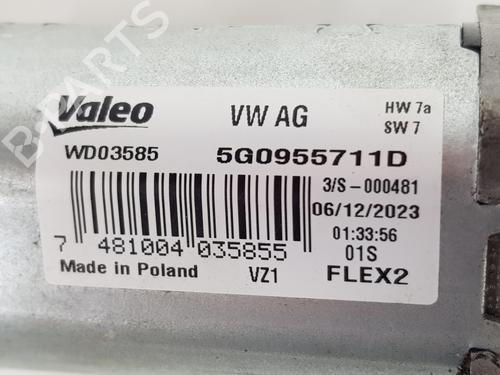 B-PARTS
Valeo VW AG HW 7a
SW 7
WD03585 5G0955711D
3/S-000481
06/12/2023
01:33:56
7 481004 035855 01S
Made in Poland VZ1 FLEX2